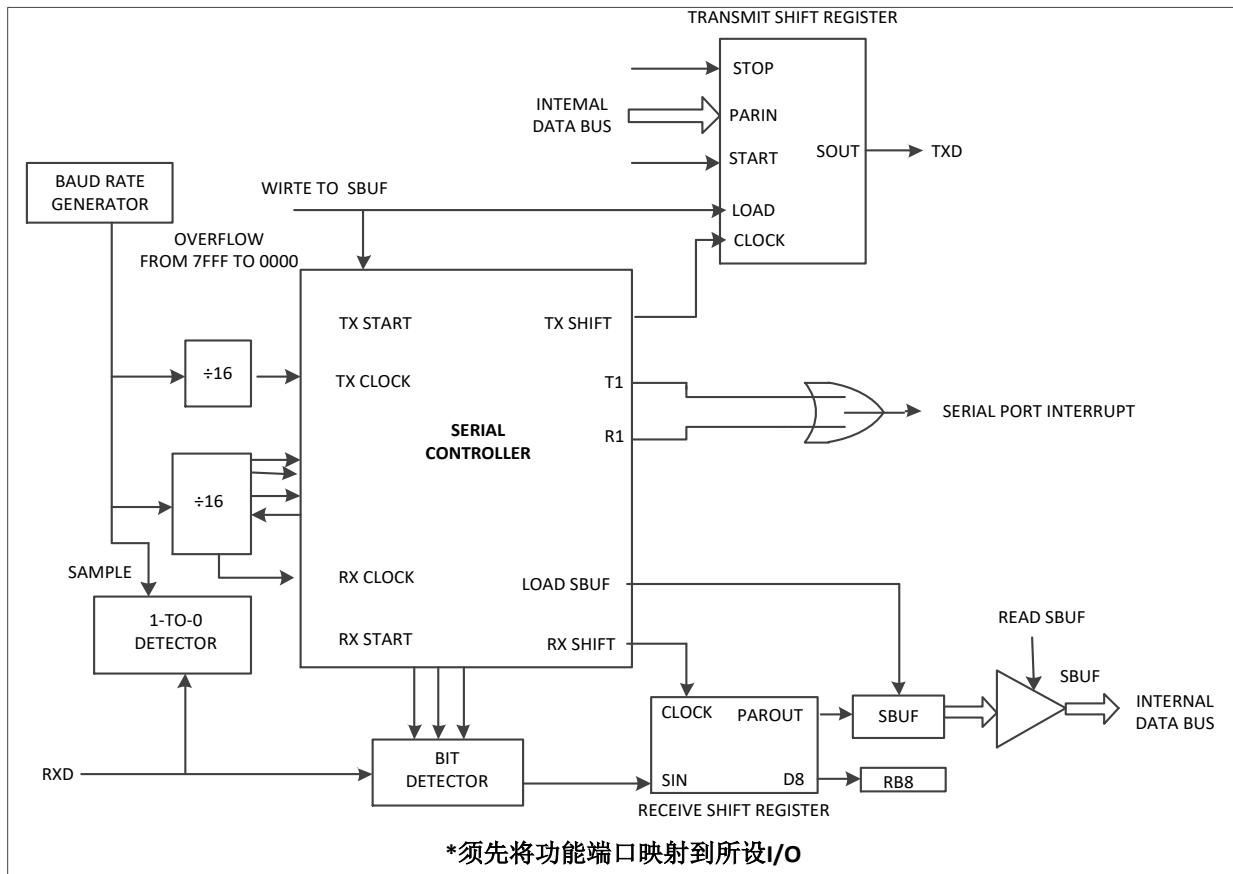 TRANSMIT SHIFT REGISTER
STOP
INTEMAL
DATA BUS
PARIN
START
SOUT
TXD
BAUD RATE
GENERATOR
WIRTE TO SBUF
LOAD
CLOCK
OVERFLOW
FROM 7FFF TO 0000
TX START
TX SHIFT
÷16
TX CLOCK
T1
SERIAL PORT INTERRUPT
SERIAL
CONTROLLER
R1
÷16
SAMPLE
RX CLOCK
LOAD SBUF
1-TO-0
DETECTOR
RX START
RX SHIFT
READ SBUF
SBUF
CLOCK
PAROUT
SBUF
INTERNAL
DATA BUS
RXD
BIT
DETECTOR
SIN
D8
RB8
RECEIVE SHIFT REGISTER
*须先将功能端口映射到所设I/O